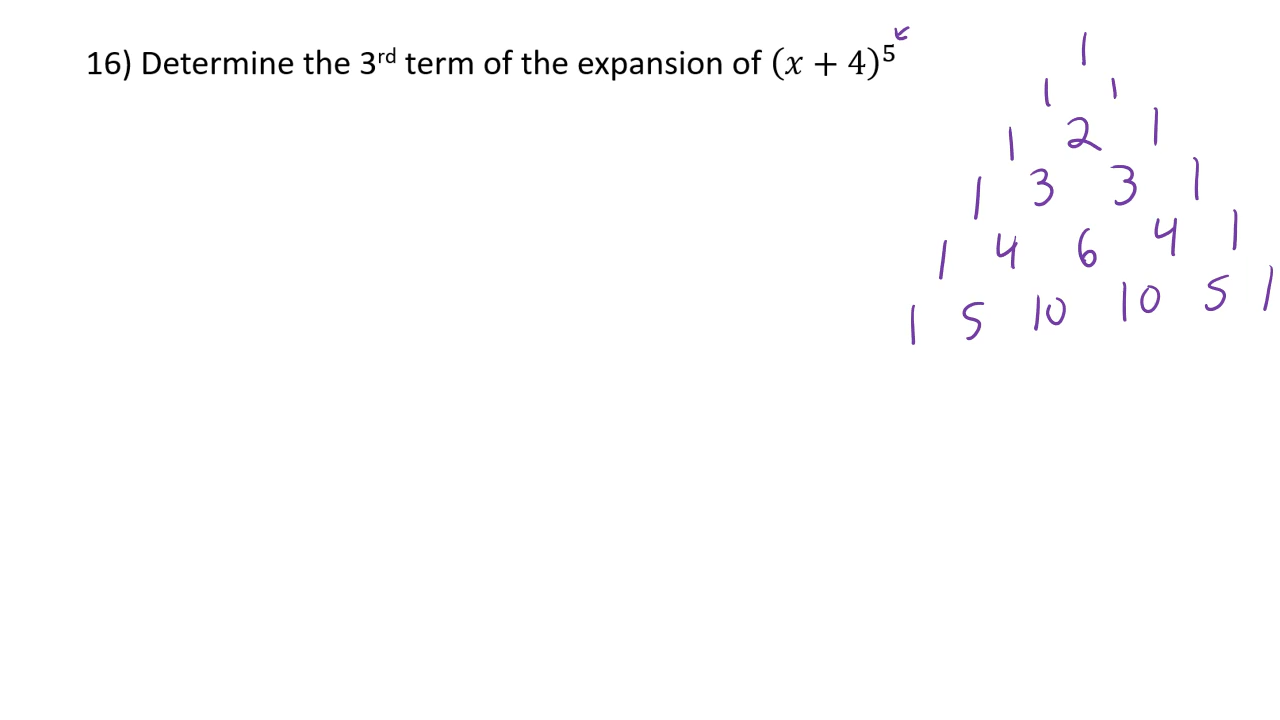 16) Determine the 3rd term of the expansion of (x + 4)^5
1
1 1
1 2 1
1 3 3 1
1 4 6 4 1
1 5 10 10 5 1